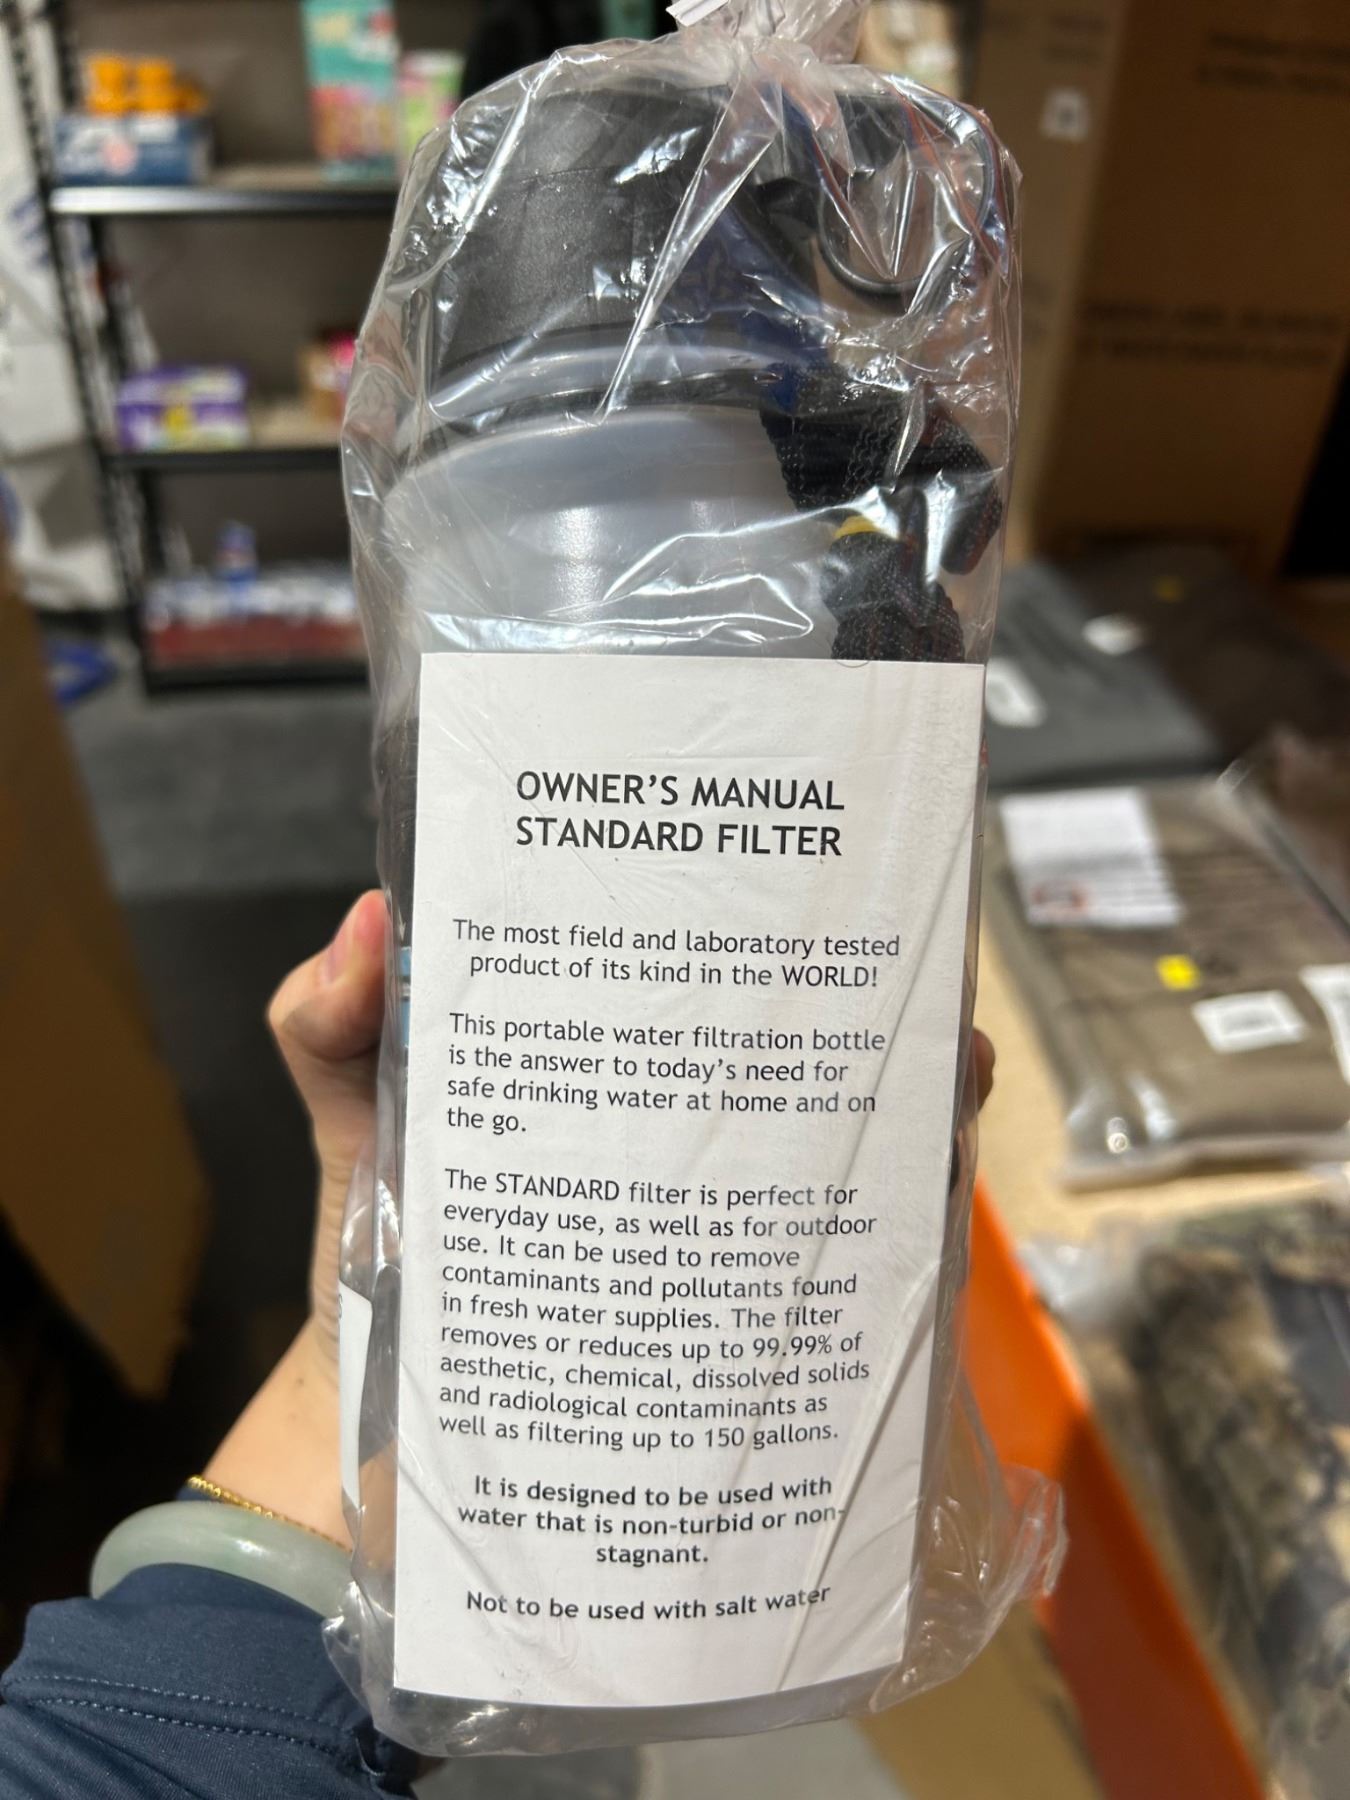 OWNER'S MANUAL
STANDARD FILTER
The most field and laboratory tested
product of its kind in the WORLD!
This portable water filtration bottle
is the answer to today's need for
safe drinking water at home and on
the go.
The STANDARD filter is perfect for
everyday use, as well as for outdoor
use. It can be used to remove
contaminants and pollutants found
in fresh water supplies. The filter
removes or reduces up to 99.99% of
aesthetic, chemical, dissolved solids
and radiological contaminants as
well as filtering up to 150 gallons.
It is designed to be used with
water that is non-turbid or non-
stagnant.
Not to be used with salt water